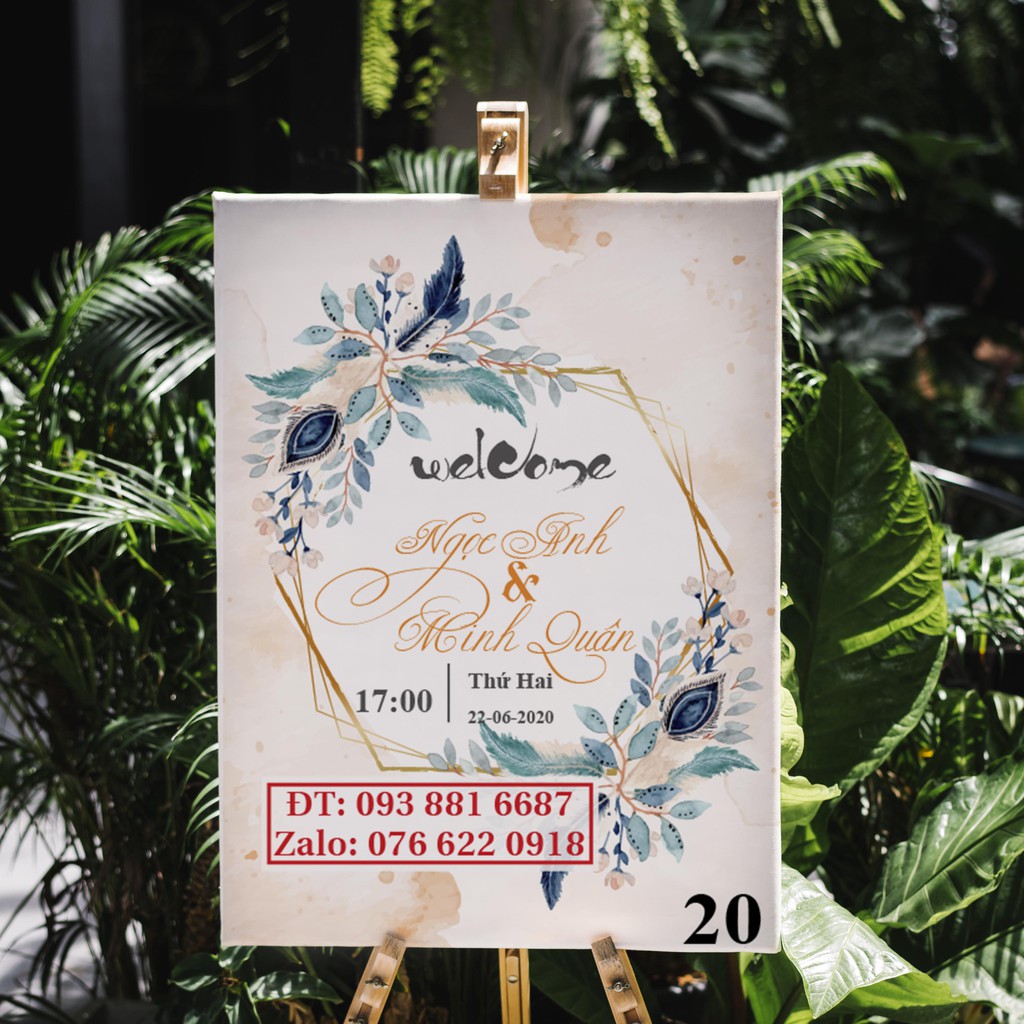 welcome
Ngọc Anh
&
Minh Quân
17:00
Thứ Hai
22-06-2020
ĐT: 093 881 6687
Zalo: 076 622 0918
20